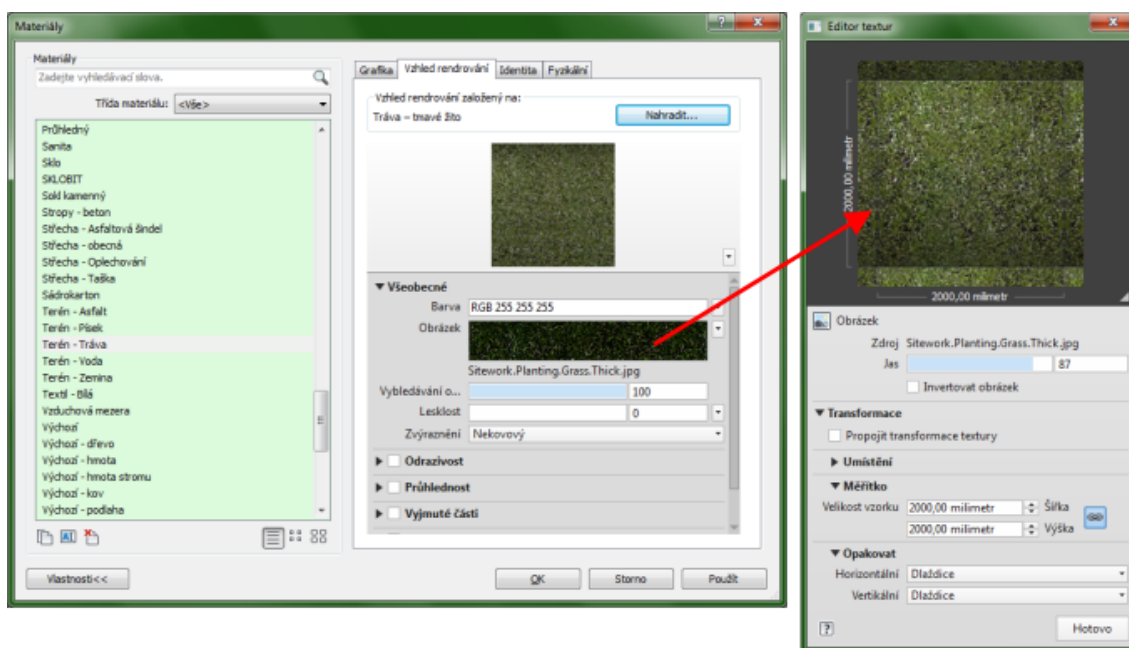 Materiály
Materiály
Zadejte vyhledávací slova.
Třída materiálu: <Vše>
Průhledný
Sanita
Sklo
SKLOBIT
Sokl kamenný
Stropy - beton
Střecha - Asfaltová šindel
Střecha - obecná
Střecha - Oplechování
Střecha - Taška
Sádrokarton
Terén - Asfalt
Terén - Písek
Terén - Tráva
Terén - Voda
Terén - Zemina
Textil - Bílá
Vzduchová mezera
Výchozí
Výchozí - dřevo
Výchozí - hmota
Výchozí - hmota stromu
Výchozí - kov
Výchozí - podlaha
Vlastnosti<<
Grafika Vzhled rendrování Identita Fyzikální
Vzhled rendrování založený na:
Tráva – tmavé žito Nahradit...
Všeobecné
Barva RGB 255 255 255
Obrázek
Sitework.Planting.Grass.Thick.jpg
Vybledávání o... 100
Lesklost 0
Zvýraznění Nekovový
Odrazivost
Průhlednost
Vyjmuté části
OK Storno Použít
Editor textur
2000,00 milimetr
2000,00 milimetr
Obrázek
Zdroj Sitework.Planting.Grass.Thick.jpg
Jas 87
Invertovat obrázek
Transformace
Propojit transformace textury
Umístění
Měřítko
Velikost vzorku 2000,00 milimetr Šířka
2000,00 milimetr Výška
Opakovat
Horizontální Dlaždice
Vertikální Dlaždice
? Hotovo